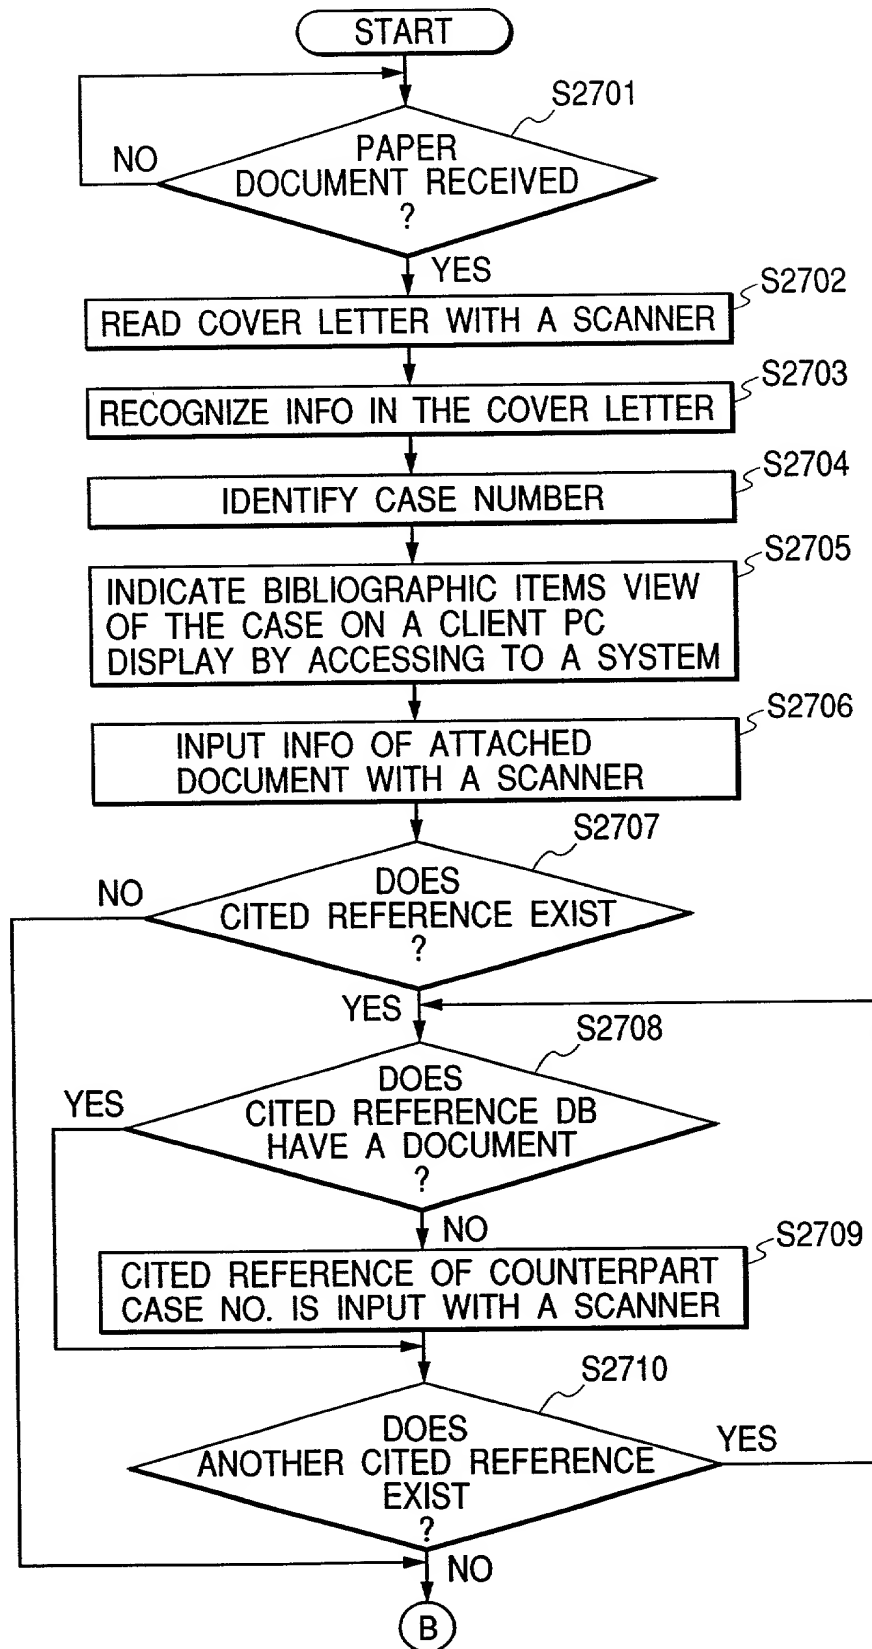 START
S2701
NO
PAPER
DOCUMENT RECEIVED
?
YES
S2702
READ COVER LETTER WITH A SCANNER
S2703
RECOGNIZE INFO IN THE COVER LETTER
S2704
IDENTIFY CASE NUMBER
S2705
INDICATE BIBLIOGRAPHIC ITEMS VIEW
OF THE CASE ON A CLIENT PC
DISPLAY BY ACCESSING TO A SYSTEM
S2706
INPUT INFO OF ATTACHED
DOCUMENT WITH A SCANNER
S2707
NO
DOES
CITED REFERENCE EXIST
?
YES
S2708
YES
DOES
CITED REFERENCE DB
HAVE A DOCUMENT
?
NO
S2709
CITED REFERENCE OF COUNTERPART
CASE NO. IS INPUT WITH A SCANNER
S2710
DOES
ANOTHER CITED REFERENCE
EXIST
?
YES
NO
B